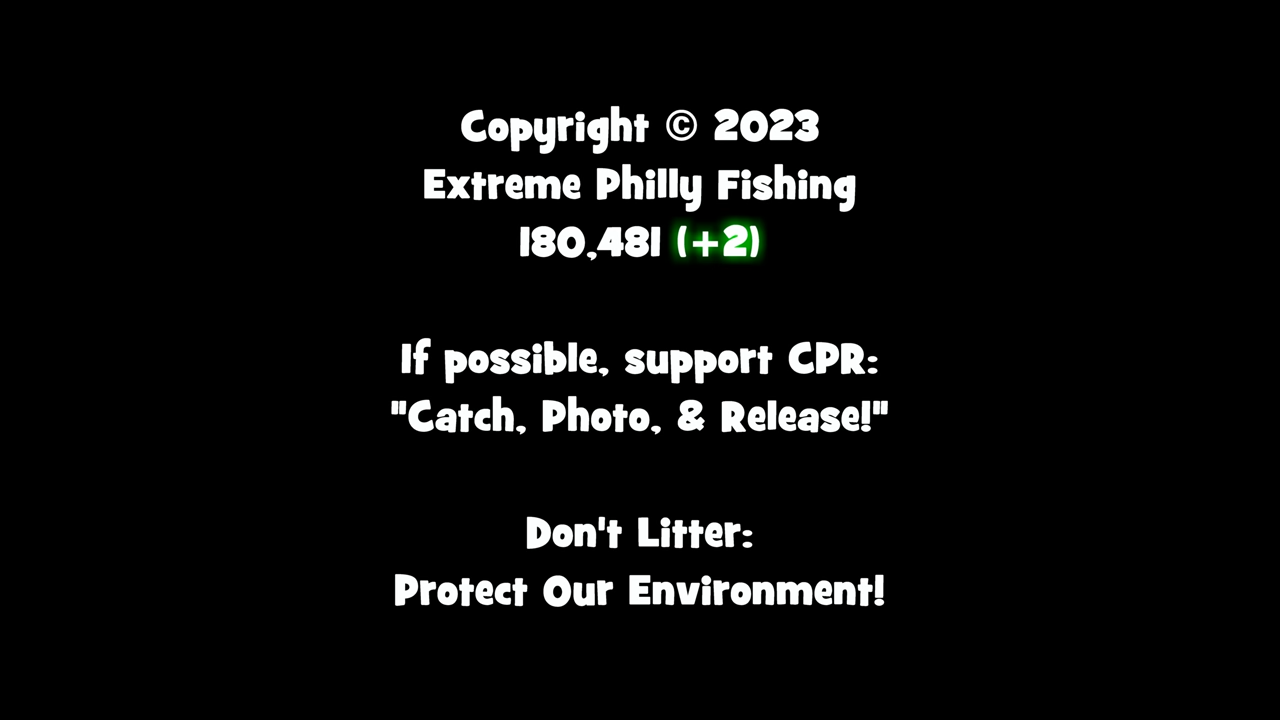 Copyright © 2023
Extreme Philly Fishing
180,481 (+2)
If possible, support CPR:
"Catch, Photo, & Release!"
Don't Litter:
Protect Our Environment!